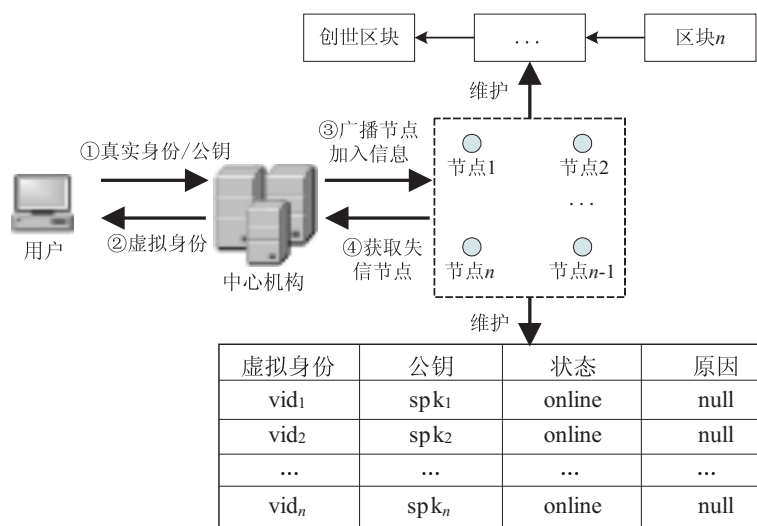 创世区块
...
区块n
维护
①真实身份/公钥
③广播节点
加入信息
节点1
节点2
...
②虚拟身份
④获取失
信节点
节点n
节点n-1
用户
中心机构
维护
虚拟身份 公钥 状态 原因
vid₁ spk₁ online null
vid₂ spk₂ online null
... ... ... ...
vidₙ spkₙ online null